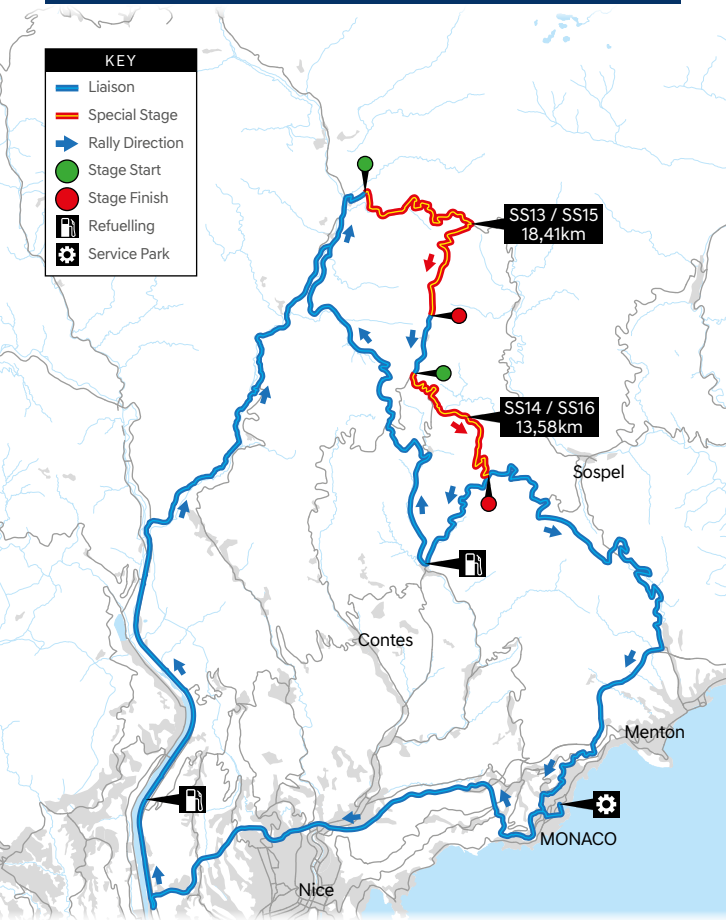 KEY
Liaison
Special Stage
Rally Direction
Stage Start
Stage Finish
Refuelling
Service Park
SS13 / SS15
18,41km
SS14 / SS16
13,58km
Sospel
Contes
Menton
MONACO
Nice